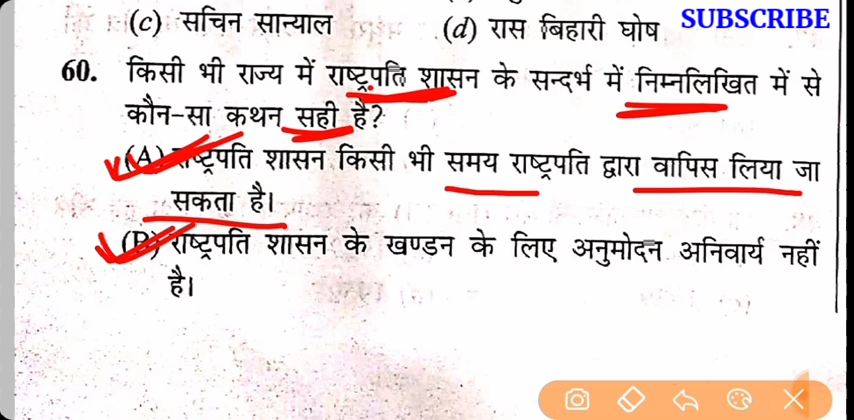 (c) सचिन सान्याल (d) रास बिहारी घोष SUBSCRIBE
60. किसी भी राज्य में राष्ट्रपति शासन के सन्दर्भ में निम्नलिखित में से
कौन-सा कथन सही है?
(A) राष्ट्रपति शासन किसी भी समय राष्ट्रपति द्वारा वापिस लिया जा
सकता है।
(B) राष्ट्रपति शासन के खण्डन के लिए अनुमोदन अनिवार्य नहीं
है।